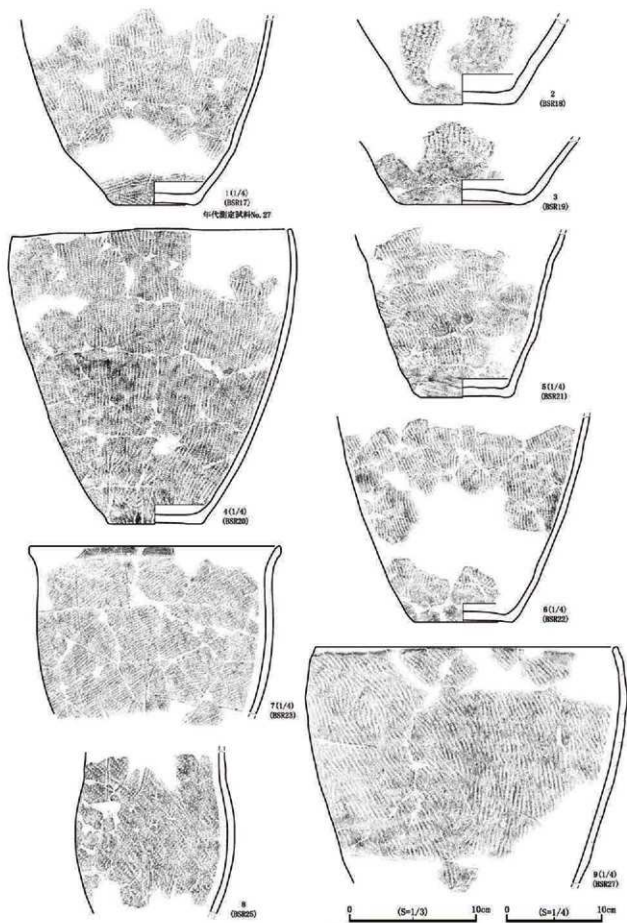 1(1/4)
(BSR17)
年代測定試料No.27
2
(BSR18)
3
(BSR19)
4(1/4)
(BSR20)
5(1/4)
(BSR21)
6(1/4)
(BSR22)
7(1/4)
(BSR23)
8
(BSR25)
9(1/4)
(BSR27)
0 (S=1/3) 10cm 0 (S=1/4) 10cm